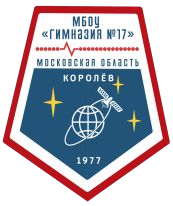 МБОУ
«ГИМНАЗИЯ №17»
МОСКОВСКАЯ ОБЛАСТЬ
КОРОЛЁВ
1977